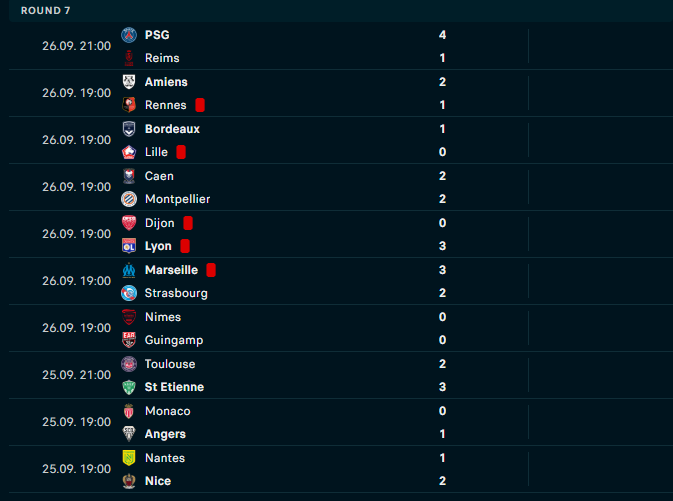 ROUND 7
26.09. 21:00 PSG 4
Reims 1
26.09. 19:00 Amiens 2
Rennes 1
26.09. 19:00 Bordeaux 1
Lille 0
26.09. 19:00 Caen 2
Montpellier 2
26.09. 19:00 Dijon 0
Lyon 3
26.09. 19:00 Marseille 3
Strasbourg 2
26.09. 19:00 Nimes 0
Guingamp 0
25.09. 21:00 Toulouse 2
St Etienne 3
25.09. 19:00 Monaco 0
Angers 1
25.09. 19:00 Nantes 1
Nice 2